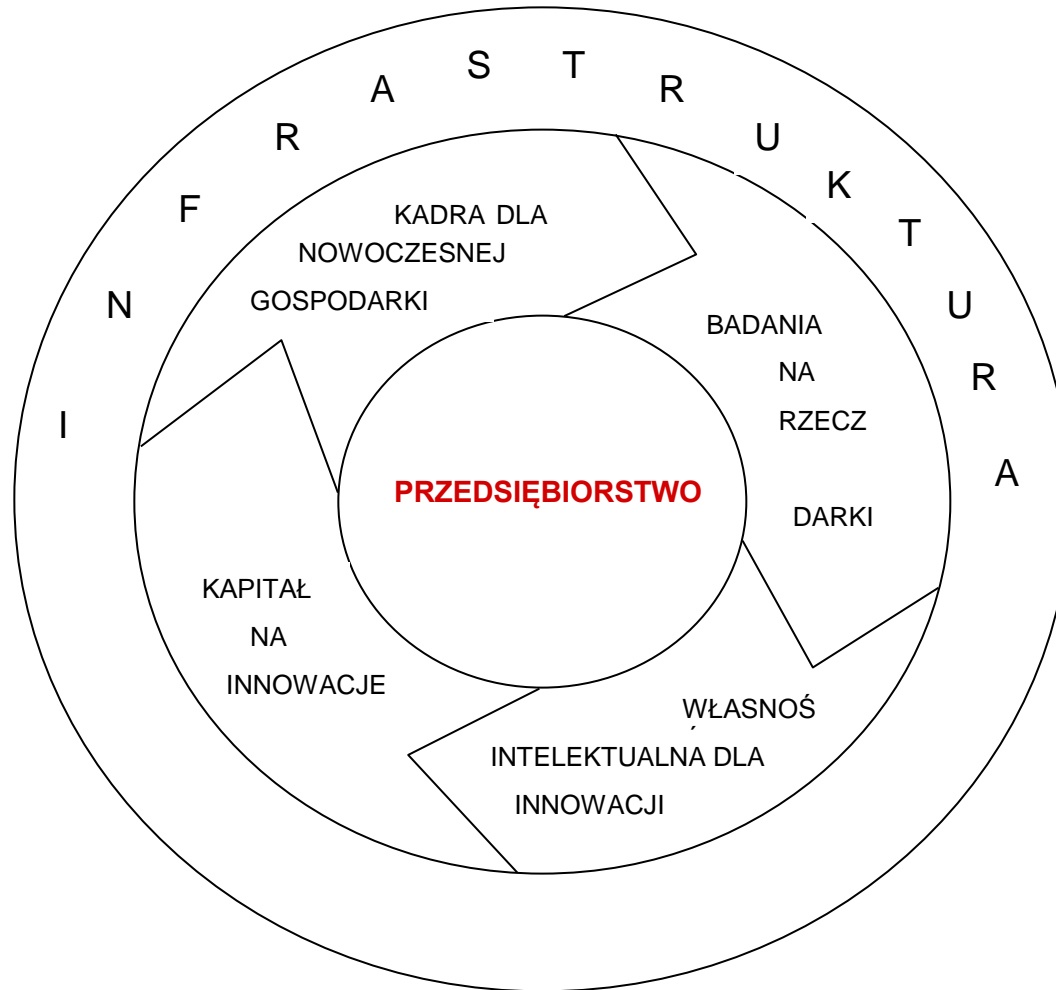 INFRASTRUKTURA
KADRA DLA
NOWOCZESNEJ
GOSPODARKI
BADANIA
NA
RZECZ
DARKI
PRZEDSIĘBIORSTWO
KAPITAŁ
NA
INNOWACJE
WŁASNOŚ
INTELEKTUALNA DLA
INNOWACJI